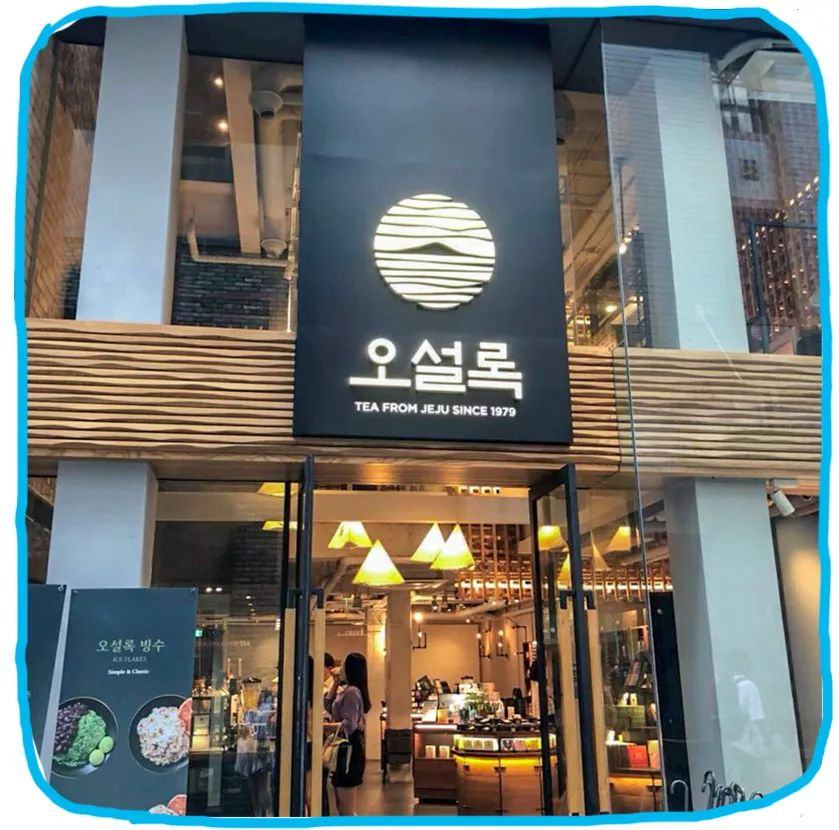 오설록
TEA FROM JEJU SINCE 1979
오설록 빙수
ICE FLAKES
Simple & Classic